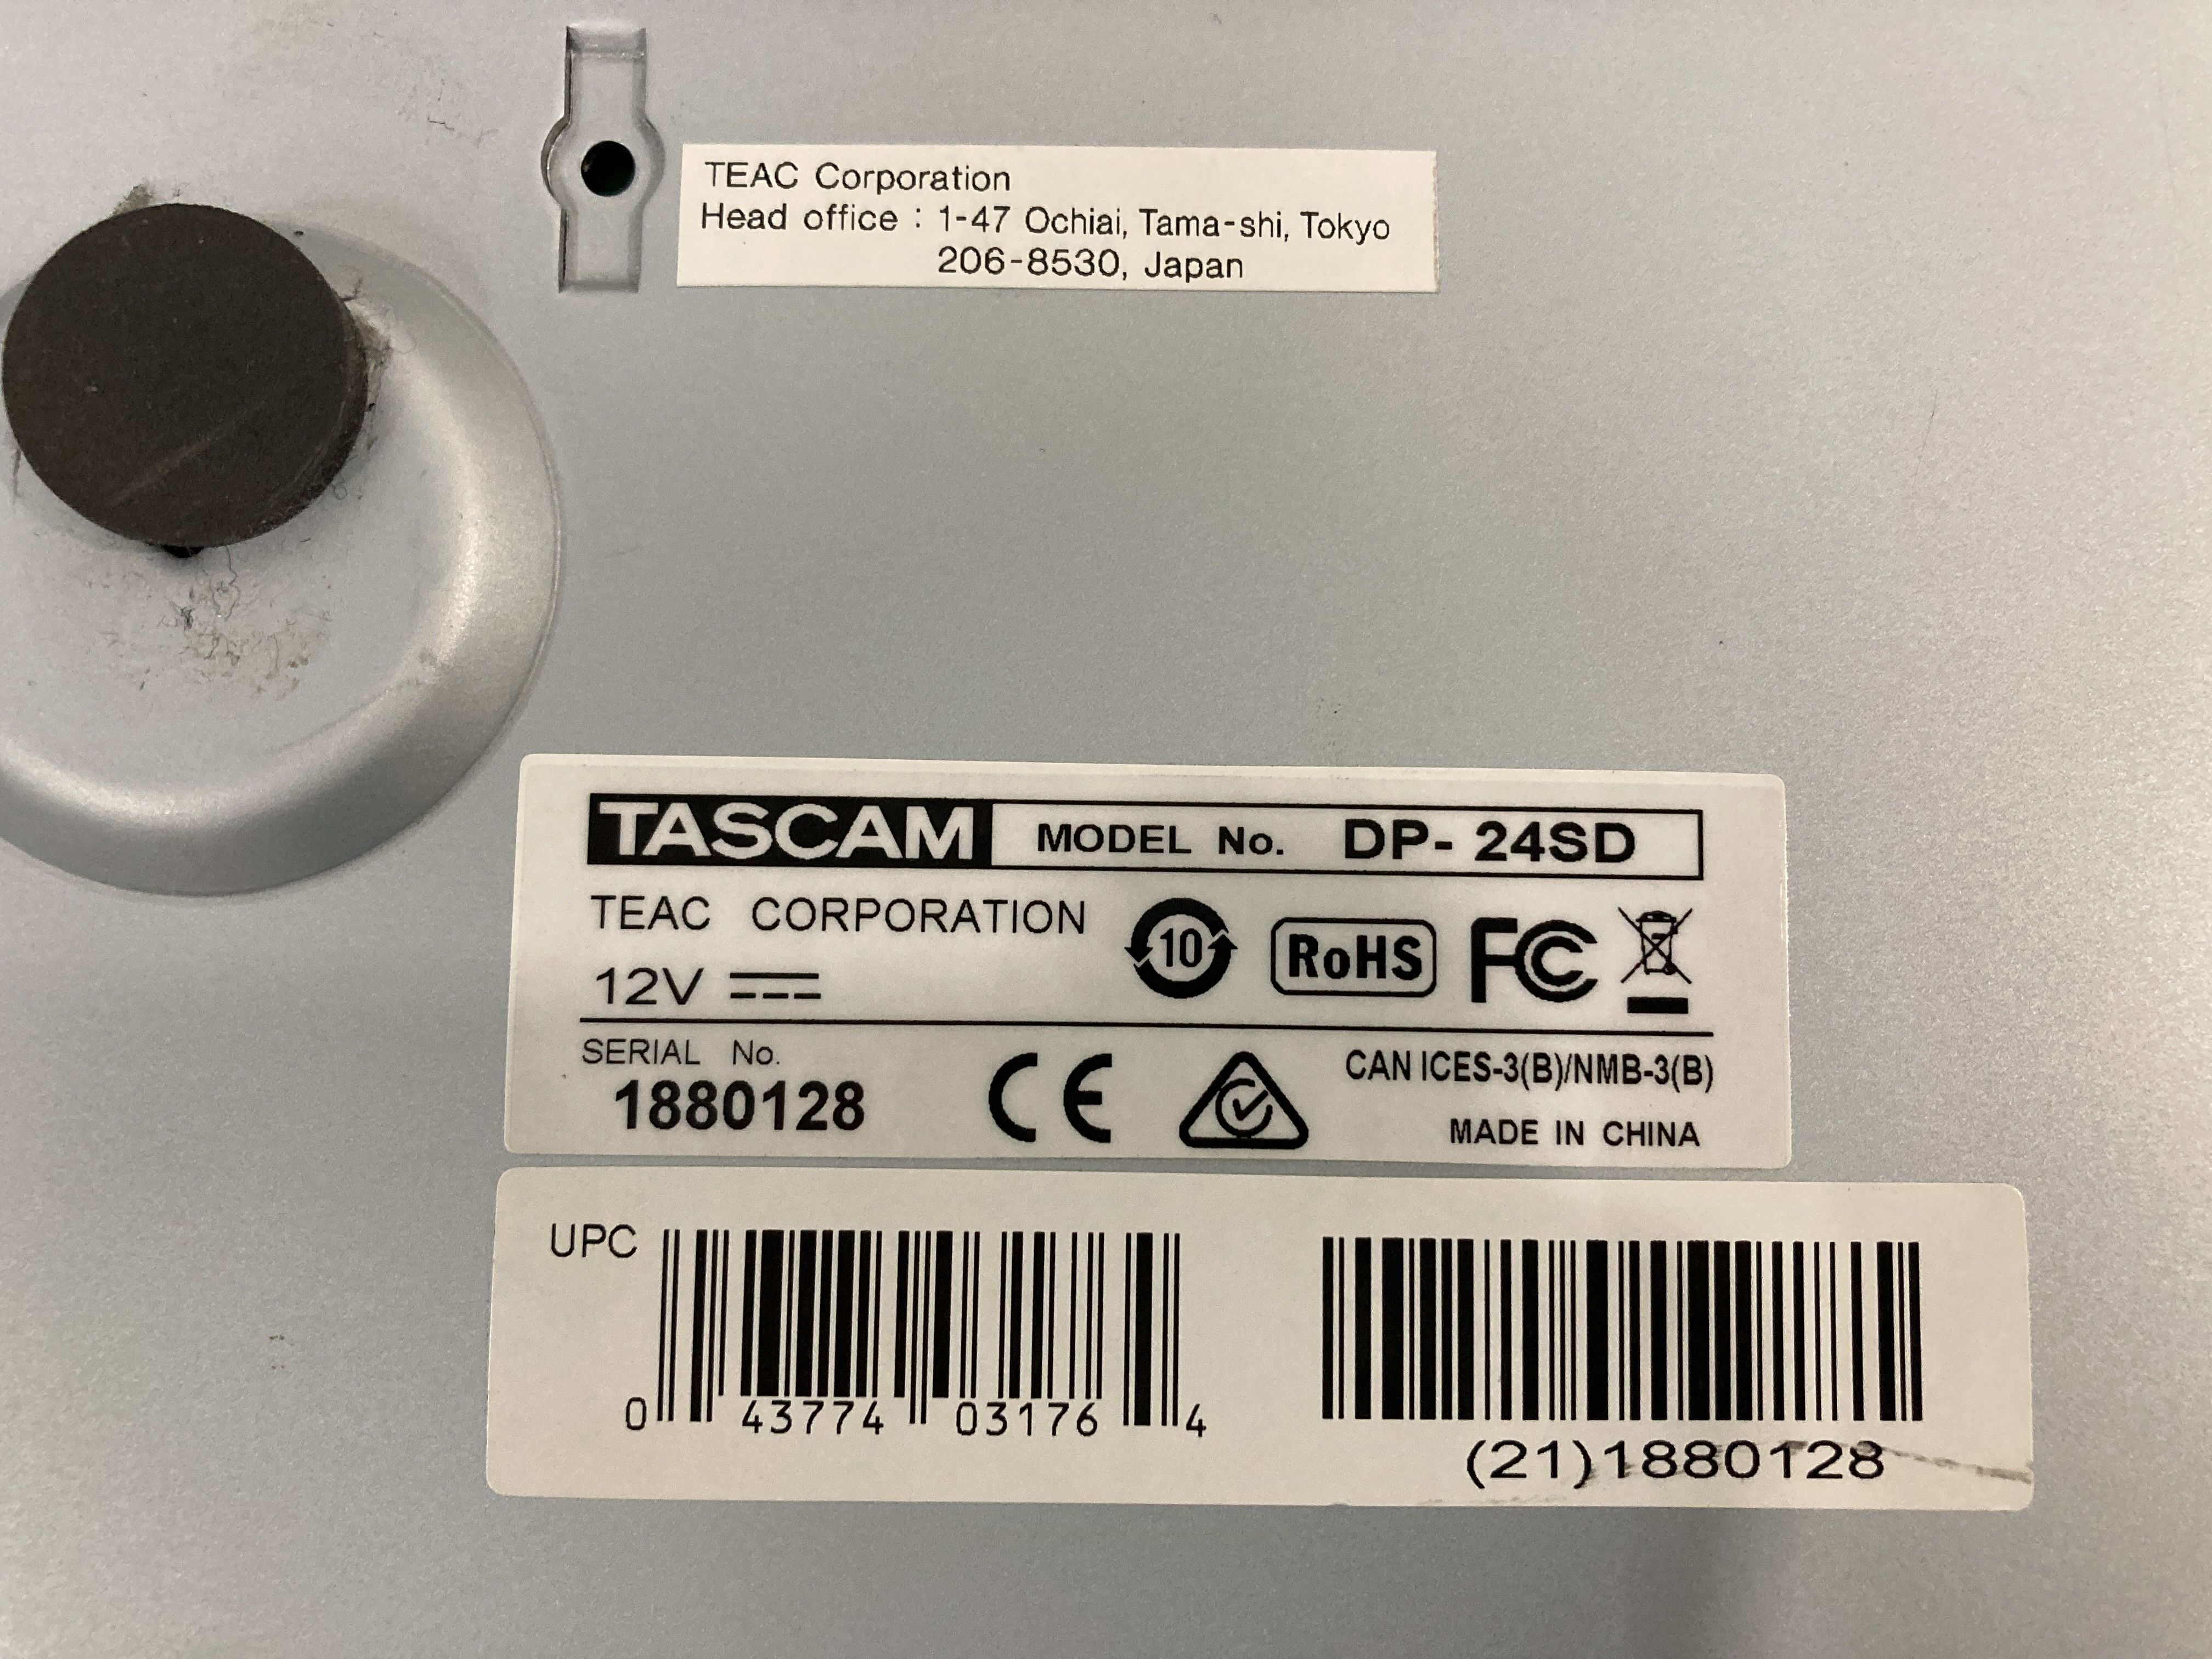 TEAC Corporation
Head office : 1-47 Ochiai, Tama-shi, Tokyo
206-8530, Japan
TASCAM MODEL No. DP- 24SD
TEAC CORPORATION
10 RoHS FC
12V
SERIAL No.
1880128
CE
CAN ICES-3(B)/NMB-3(B)
MADE IN CHINA
UPC
0 43774 03176 4
(21)1880128